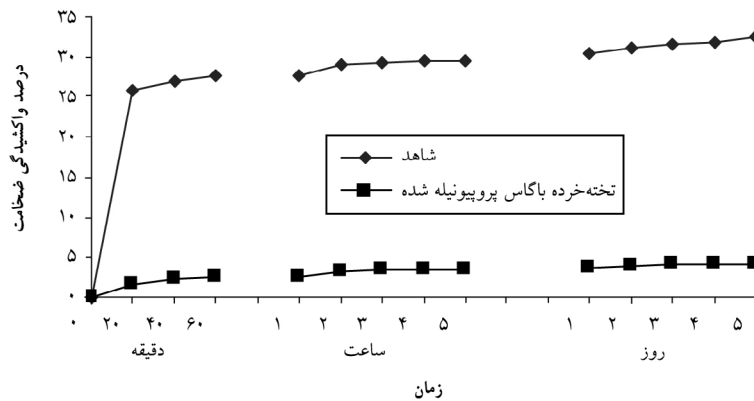 ۳۵
۳۰
۲۵
۲۰
۱۵
۱۰
۵
۰
درصد واکشیدگی ضخامت
شاهد
تخته‌خرده باگاس پروپیونیله شده
۰ ۲۰ ۴۰ ۶۰ ۱ ۲ ۳ ۴ ۵ ۱ ۲ ۳ ۴ ۵
دقیقه ساعت روز
زمان